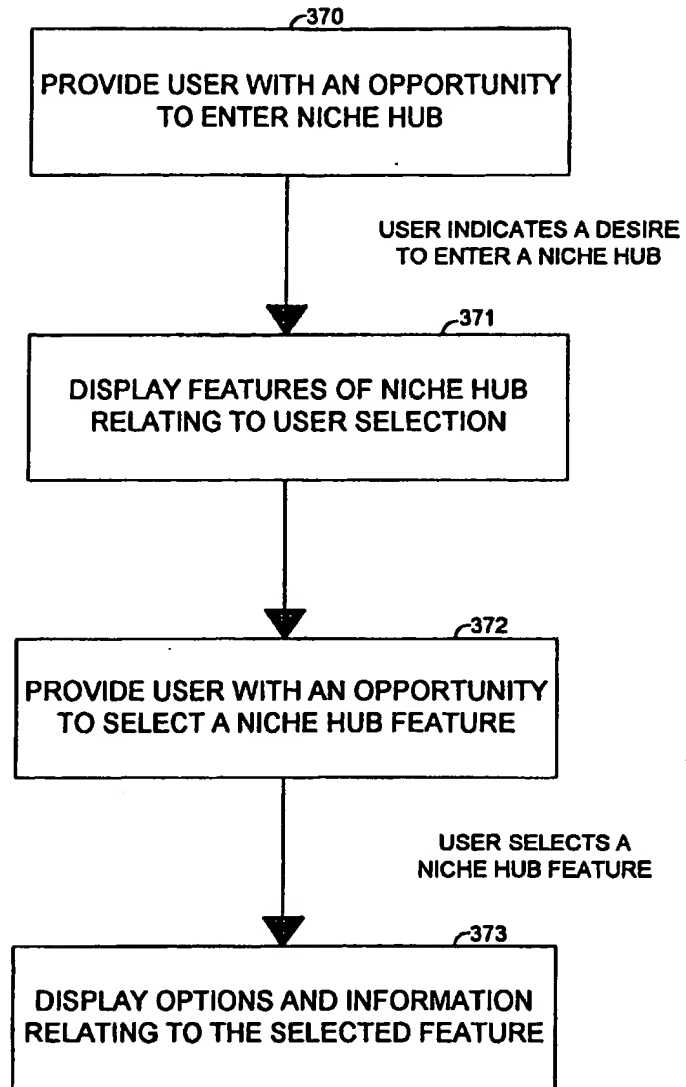 370
PROVIDE USER WITH AN OPPORTUNITY
TO ENTER NICHE HUB
USER INDICATES A DESIRE
TO ENTER A NICHE HUB
371
DISPLAY FEATURES OF NICHE HUB
RELATING TO USER SELECTION
372
PROVIDE USER WITH AN OPPORTUNITY
TO SELECT A NICHE HUB FEATURE
USER SELECTS A
NICHE HUB FEATURE
373
DISPLAY OPTIONS AND INFORMATION
RELATING TO THE SELECTED FEATURE